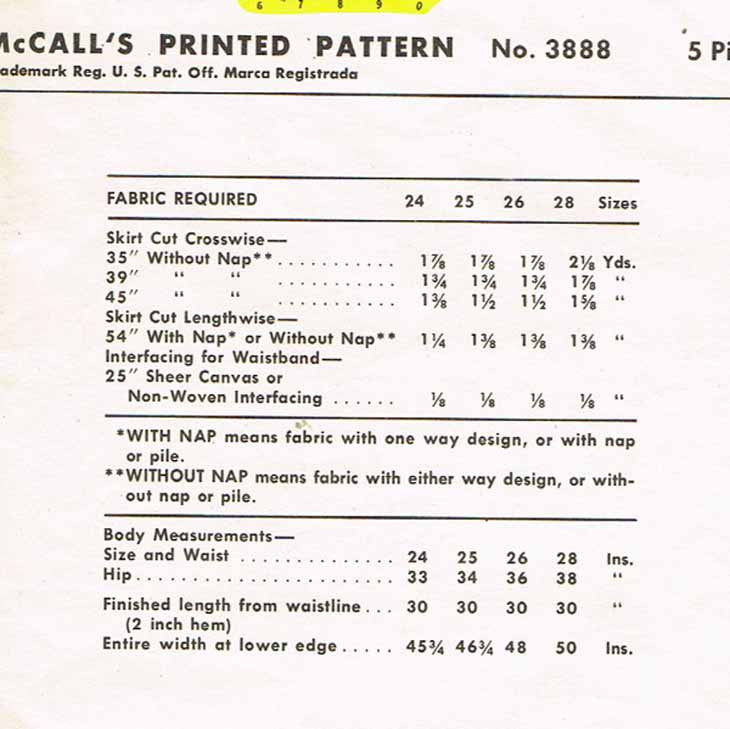 6 7 8 9 0
McCALL'S PRINTED PATTERN No. 3888 5 Pi
ademark Reg. U. S. Pat. Off. Marca Registrada
FABRIC REQUIRED 24 25 26 28 Sizes
Skirt Cut Crosswise—
35" Without Nap** . . . . . . . . . . . 1⅞ 1⅞ 1⅞ 2⅛ Yds.
39" " " . . . . . . . . . . . 1¾ 1¾ 1¾ 1⅞ "
45" " " . . . . . . . . . . . 1⅜ 1½ 1½ 1⅝ "
Skirt Cut Lengthwise—
54" With Nap* or Without Nap** 1¼ 1⅜ 1⅜ 1⅜ "
Interfacing for Waistband—
25" Sheer Canvas or
Non-Woven Interfacing . . . . . . ⅛ ⅛ ⅛ ⅛ "
*WITH NAP means fabric with one way design, or with nap
or pile.
**WITHOUT NAP means fabric with either way design, or with-
out nap or pile.
Body Measurements—
Size and Waist . . . . . . . . . . . . 24 25 26 28 Ins.
Hip . . . . . . . . . . . . . . . . . . . 33 34 36 38 "
Finished length from waistline . . . 30 30 30 30 "
(2 inch hem)
Entire width at lower edge . . . . . 45¾ 46¾ 48 50 Ins.